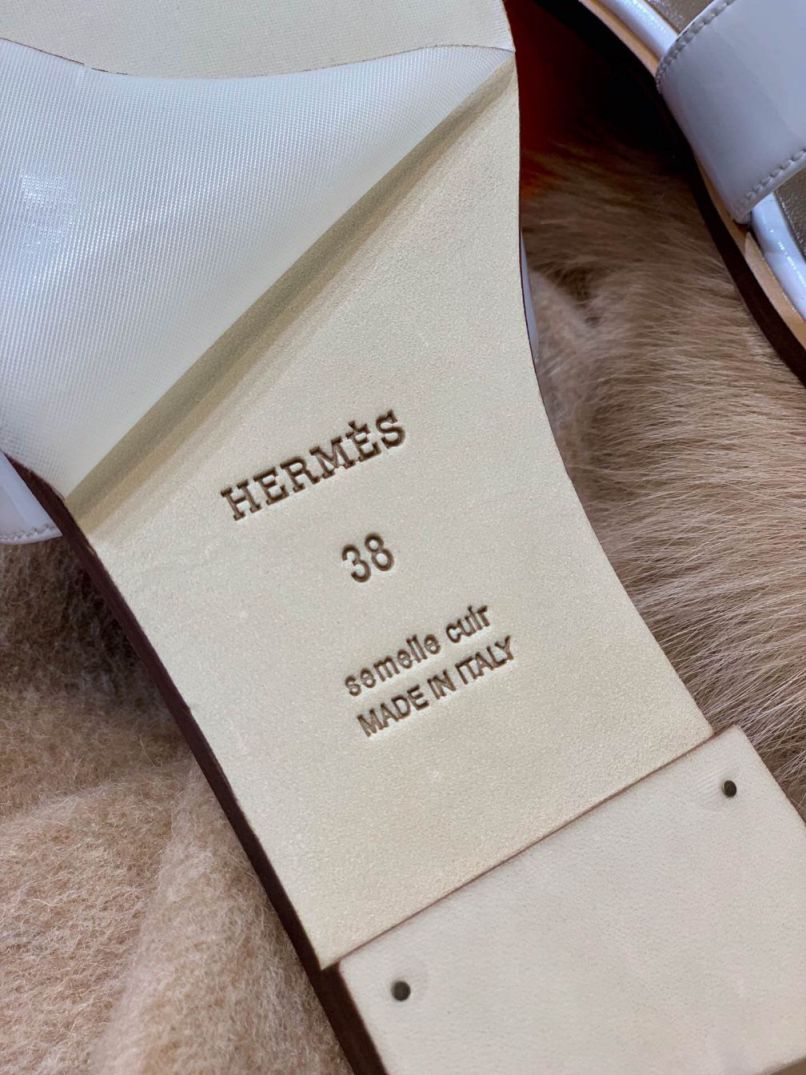 HERMÈS
38
semelle cuir
MADE IN ITALY